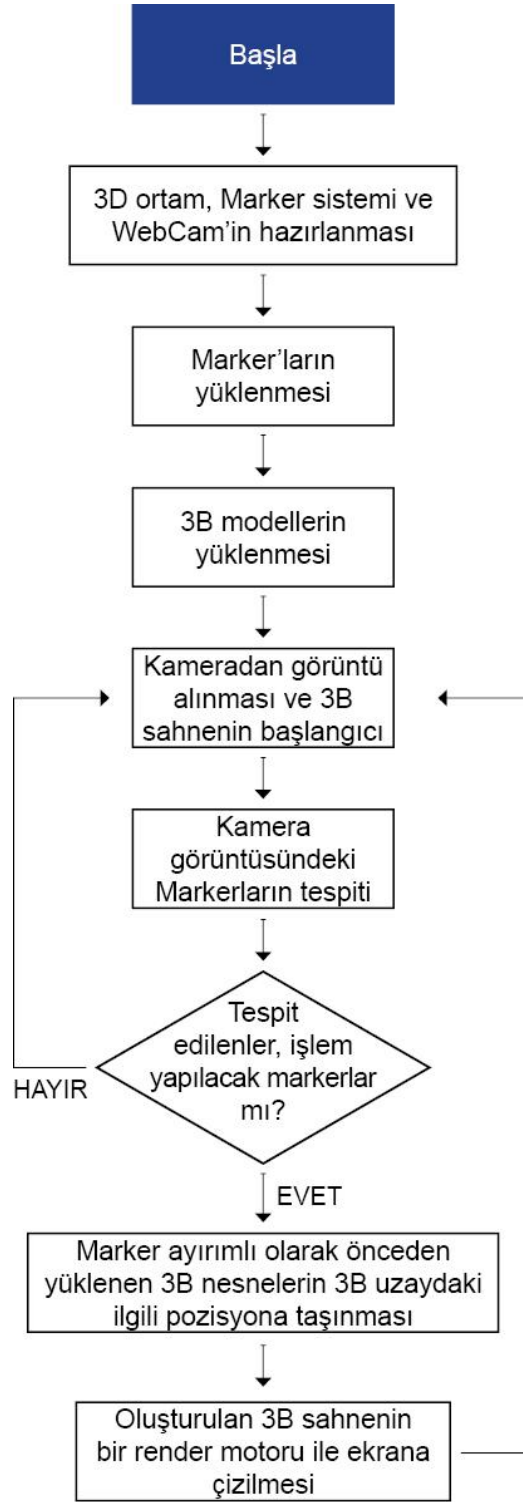 Başla
3D ortam, Marker sistemi ve
WebCam'in hazırlanması
Marker'ların
yüklenmesi
3B modellerin
yüklenmesi
Kameradan görüntü
alınması ve 3B
sahnenin başlangıcı
Kamera
görüntüsündeki
Markerların tespiti
Tespit
edilenler, işlem
yapılacak markerlar
mı?
HAYIR
EVET
Marker ayırımlı olarak önceden
yüklenen 3B nesnelerin 3B uzaydaki
ilgili pozisyona taşınması
Oluşturulan 3B sahnenin
bir render motoru ile ekrana
çizilmesi